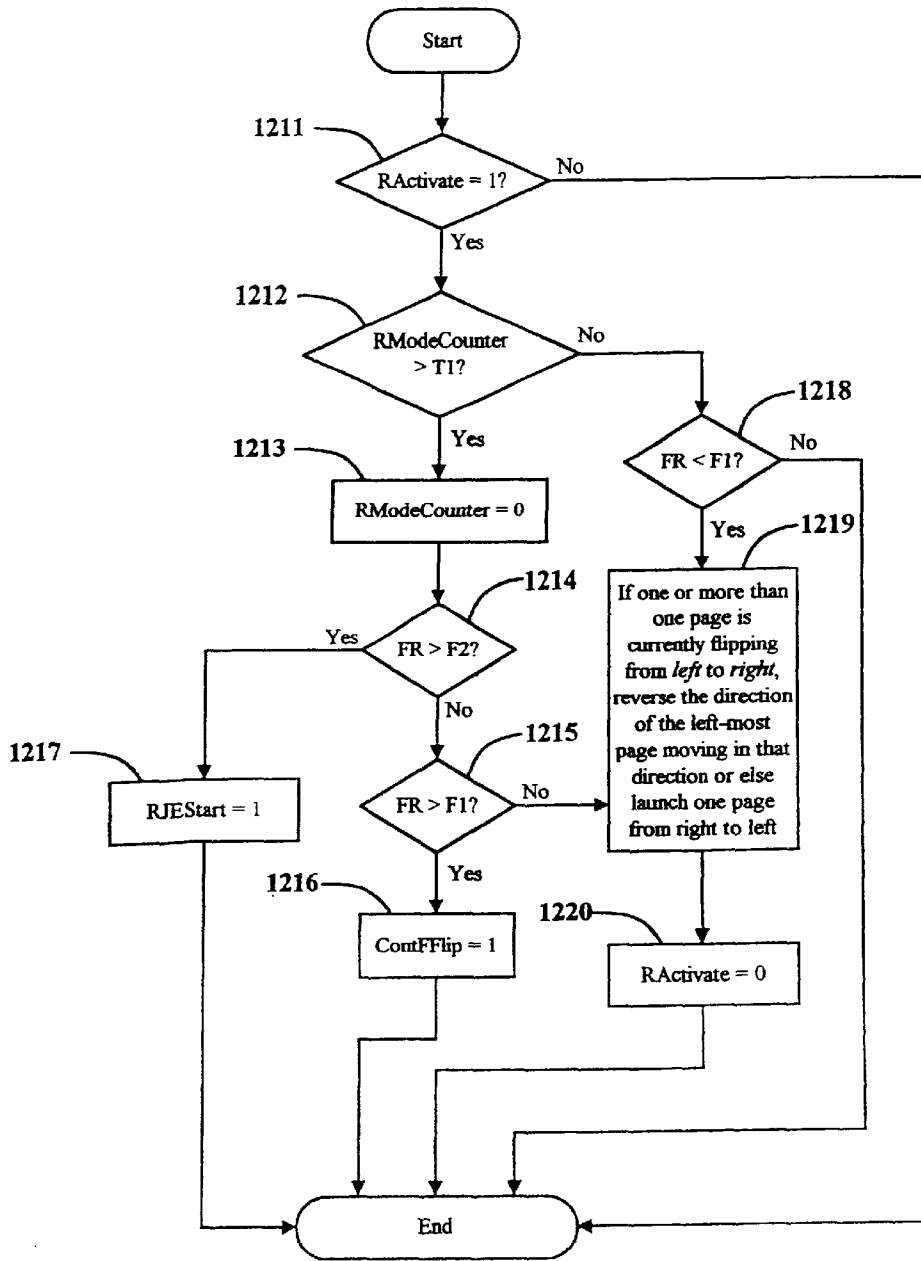 Start
1211
RActivate = 1?
No
Yes
1212
RModeCounter
> T1?
No
Yes
1218
FR < F1?
No
Yes
1213
RModeCounter = 0
1219
If one or more than
one page is
currently flipping
from left to right,
reverse the direction
of the left-most
page moving in that
direction or else
launch one page
from right to left
1214
FR > F2?
Yes
No
1217
RJEStart = 1
1215
FR > F1?
No
Yes
1216
ContFFlip = 1
1220
RActivate = 0
End